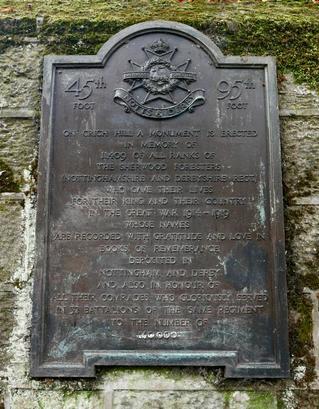 45TH
FOOT
95TH
FOOT
NOTTS & DERBY
ON CRICH HILL A MONUMENT IS ERECTED
IN MEMORY OF
11,409 OF ALL RANKS OF
THE SHERWOOD FORESTERS
(NOTTINGHAMSHIRE AND DERBYSHIRE REGT)
WHO GAVE THEIR LIVES
FOR THEIR KING AND THEIR COUNTRY
IN THE GREAT WAR 1914-1919
WHOSE NAMES
ARE RECORDED WITH GRATITUDE AND LOVE IN
BOOKS OF REMEMBRANCE
DEPOSITED IN
NOTTINGHAM AND DERBY
AND ALSO IN HONOUR OF
ALL THEIR COMRADES WHO GLORIOUSLY SERVED
IN BATTALIONS OF THE SAME REGIMENT
TO THE NUMBER OF